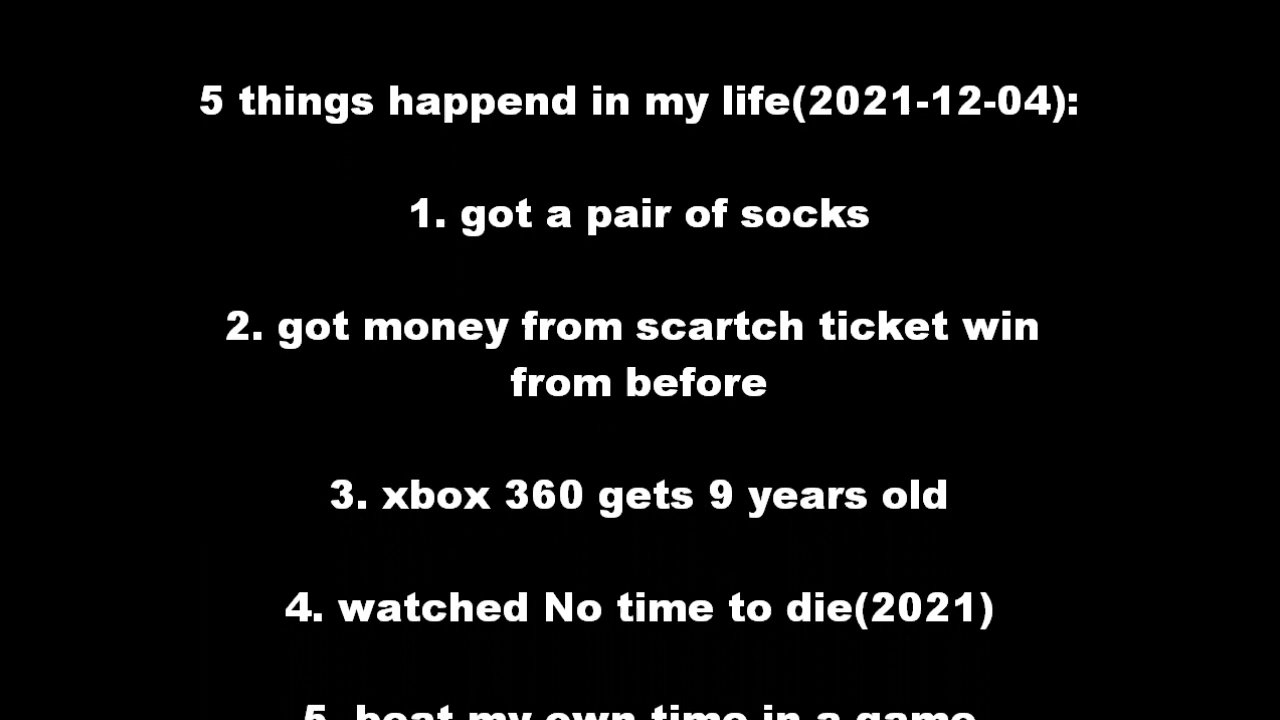 5 things happend in my life(2021-12-04):
1. got a pair of socks
2. got money from scartch ticket win
from before
3. xbox 360 gets 9 years old
4. watched No time to die(2021)
5. beat my own time in a game